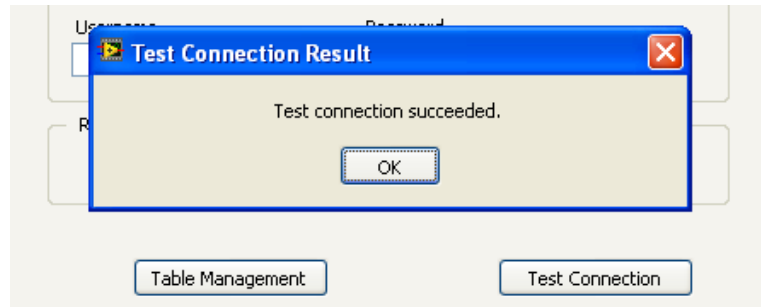 Test Connection Result
Test connection succeeded.
OK
Table Management
Test Connection